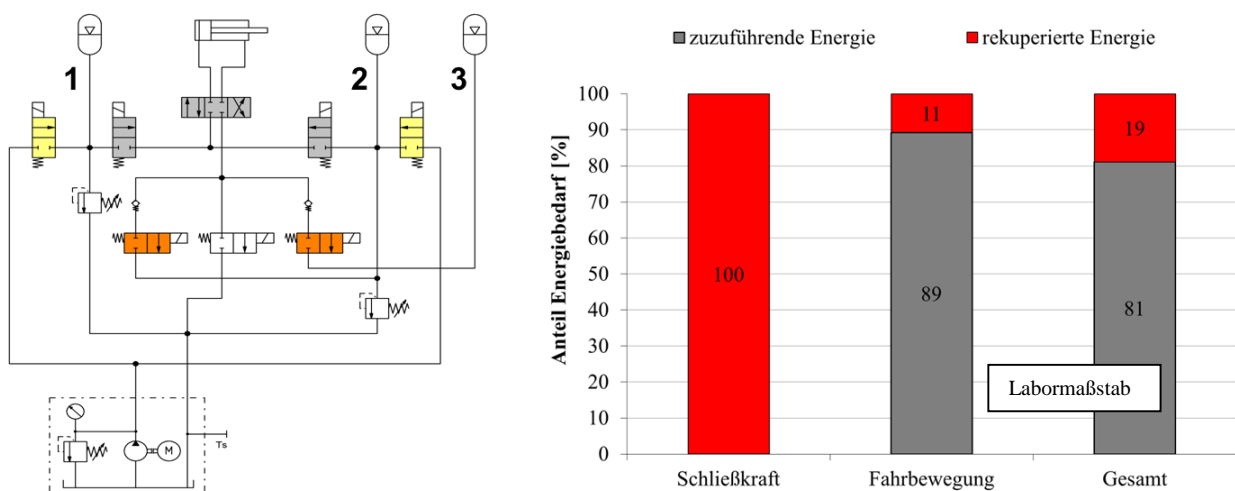 1
2
3
M
Ts
zuzuführende Energie
rekuperierte Energie
Anteil Energiebedarf [%]
100
90
80
70
60
50
40
30
20
10
0
100
11
89
19
81
Labormaßstab
Schließkraft
Fahrbewegung
Gesamt